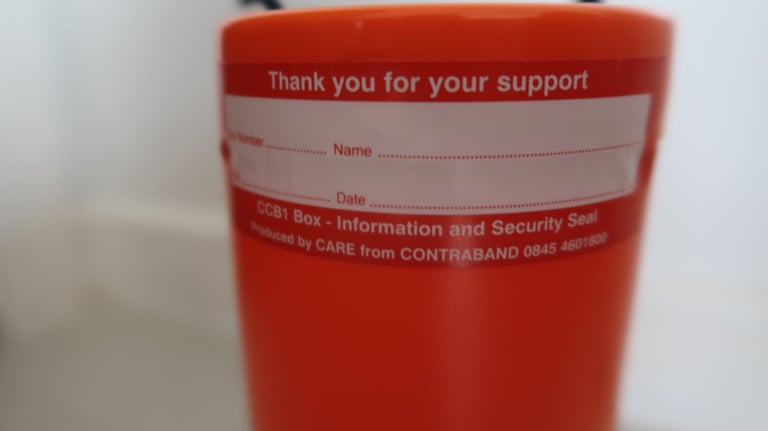 Thank you for your support
Number .......................... Name ............................................................
.......................... Date ............................................................
CCB1 Box - Information and Security Seal
Produced by CARE from CONTRABAND 0845 4601800